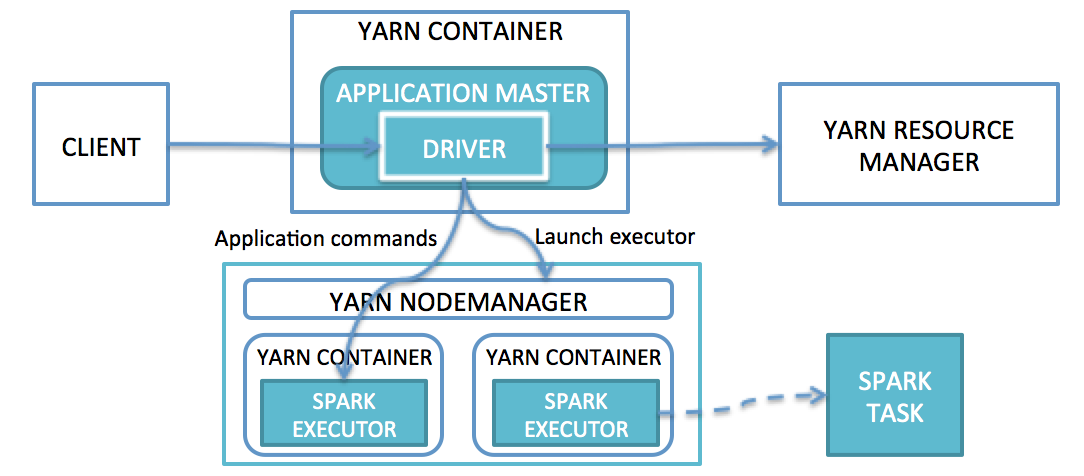 YARN CONTAINER
APPLICATION MASTER
CLIENT
DRIVER
YARN RESOURCE
MANAGER
Application commands
Launch executor
YARN NODEMANAGER
YARN CONTAINER
SPARK
EXECUTOR
YARN CONTAINER
SPARK
EXECUTOR
SPARK
TASK